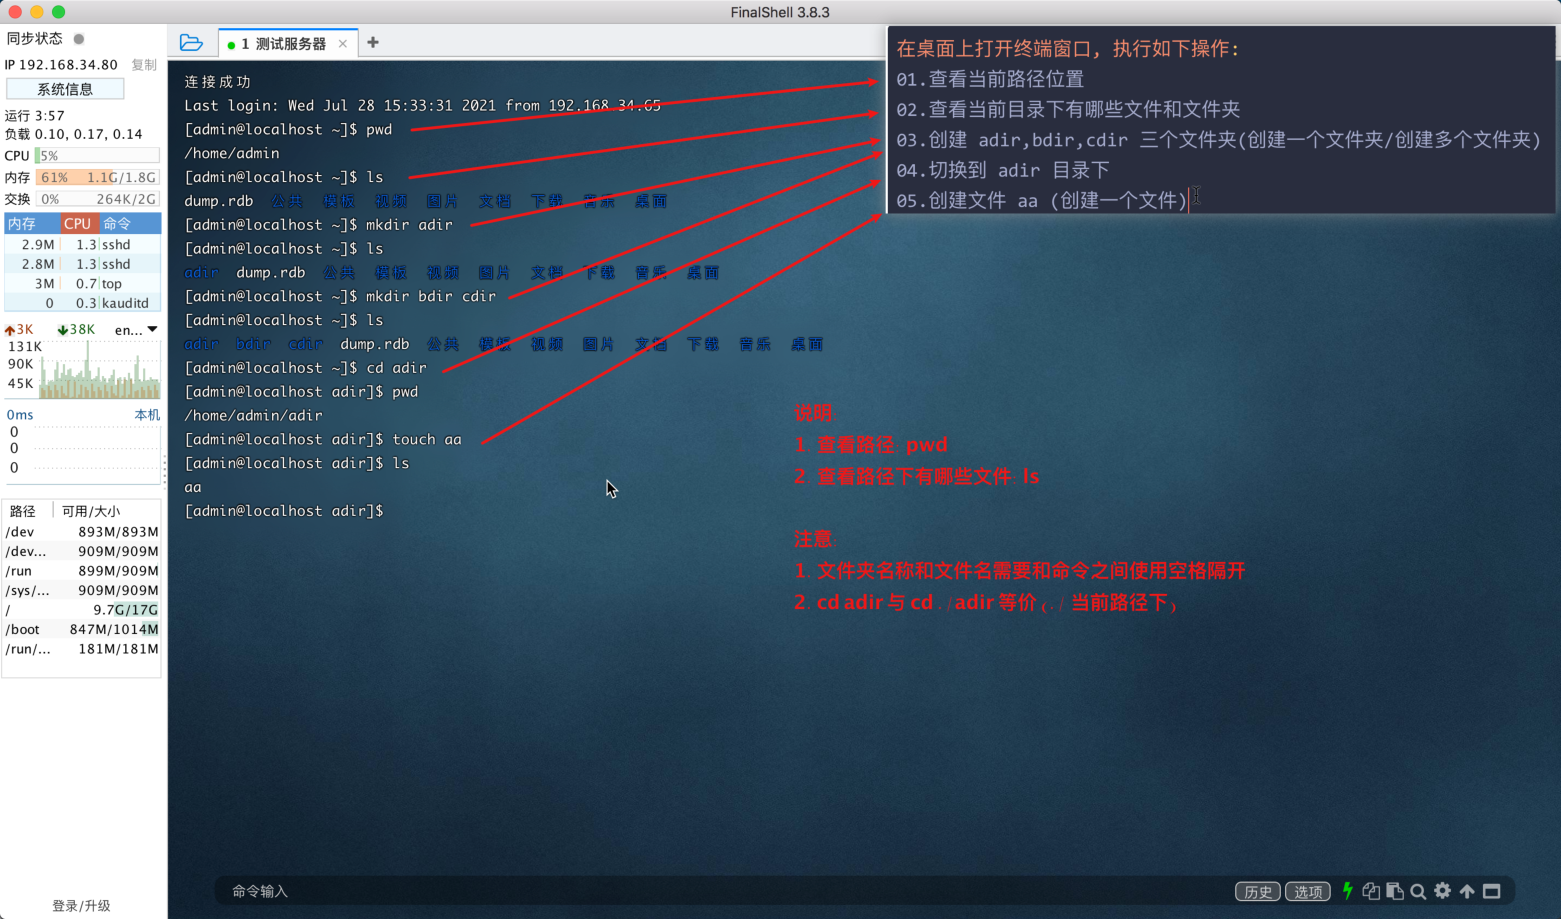 FinalShell 3.8.3
同步状态
IP 192.168.34.80 复制
系统信息
运行 3:57
负载 0.10, 0.17, 0.14
CPU 5%
内存 61% 1.1G/1.8G
交换 0% 264K/2G
内存 CPU 命令
2.9M 1.3 sshd
2.8M 1.3 sshd
3M 0.7 top
0 0.3 kauditd
3K 38K en...
131K
90K
45K
0ms 本机
0
0
0
路径 可用/大小
/dev 893M/893M
/dev... 909M/909M
/run 899M/909M
/sys/... 909M/909M
/ 9.7G/17G
/boot 847M/1014M
/run/... 181M/181M
登录/升级
1 测试服务器
连接成功
Last login: Wed Jul 28 15:33:31 2021 from 192.168.34.65
[admin@localhost ~]$ pwd
/home/admin
[admin@localhost ~]$ ls
dump.rdb 公共 模板 视频 图片 文档 下载 音乐 桌面
[admin@localhost ~]$ mkdir adir
[admin@localhost ~]$ ls
adir dump.rdb 公共 模板 视频 图片 文档 下载 音乐 桌面
[admin@localhost ~]$ mkdir bdir cdir
[admin@localhost ~]$ ls
adir bdir cdir dump.rdb 公共 模板 视频 图片 文档 下载 音乐 桌面
[admin@localhost ~]$ cd adir
[admin@localhost adir]$ pwd
/home/admin/adir
[admin@localhost adir]$ touch aa
[admin@localhost adir]$ ls
aa
[admin@localhost adir]$
在桌面上打开终端窗口, 执行如下操作:
01.查看当前路径位置
02.查看当前目录下有哪些文件和文件夹
03.创建 adir,bdir,cdir 三个文件夹(创建一个文件夹/创建多个文件夹)
04.切换到 adir 目录下
05.创建文件 aa (创建一个文件)
说明
1. 查看路径: pwd
2. 查看路径下有哪些文件: ls
注意
1. 文件夹名称和文件名需要和命令之间使用空格隔开
2. cd adir 与 cd ./adir 等价 (./ 当前路径下)
命令输入
历史 选项